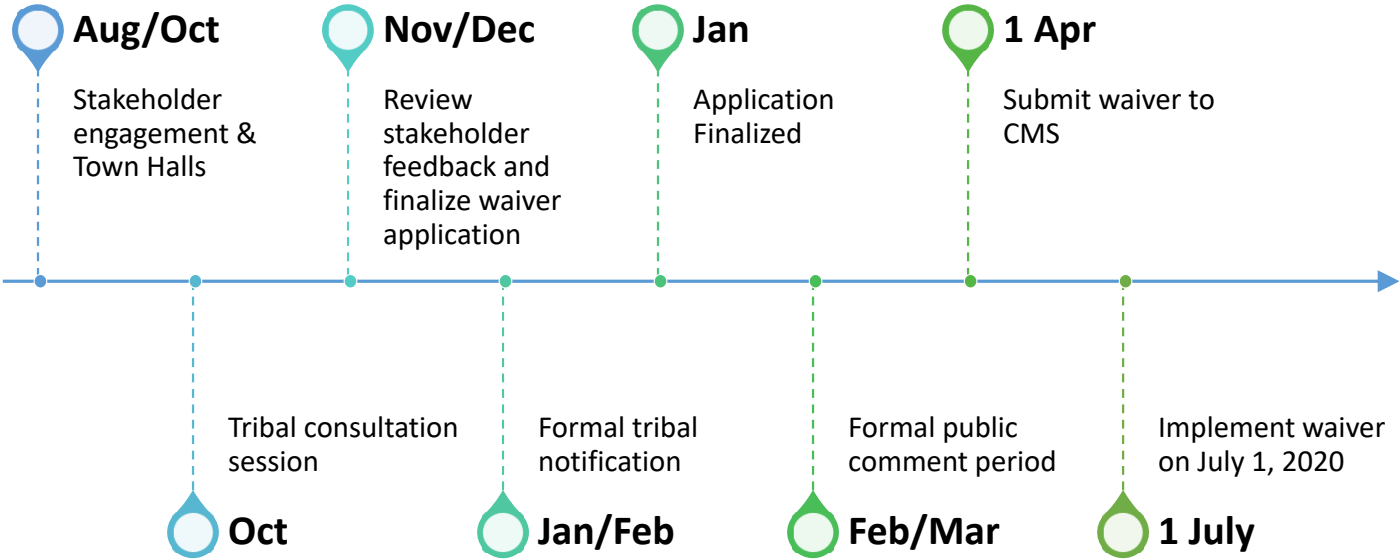 Aug/Oct
Stakeholder
engagement &
Town Halls
Nov/Dec
Review
stakeholder
feedback and
finalize waiver
application
Jan
Application
Finalized
1 Apr
Submit waiver to
CMS
Tribal consultation
session
Oct
Formal tribal
notification
Jan/Feb
Formal public
comment period
Feb/Mar
Implement waiver
on July 1, 2020
1 July